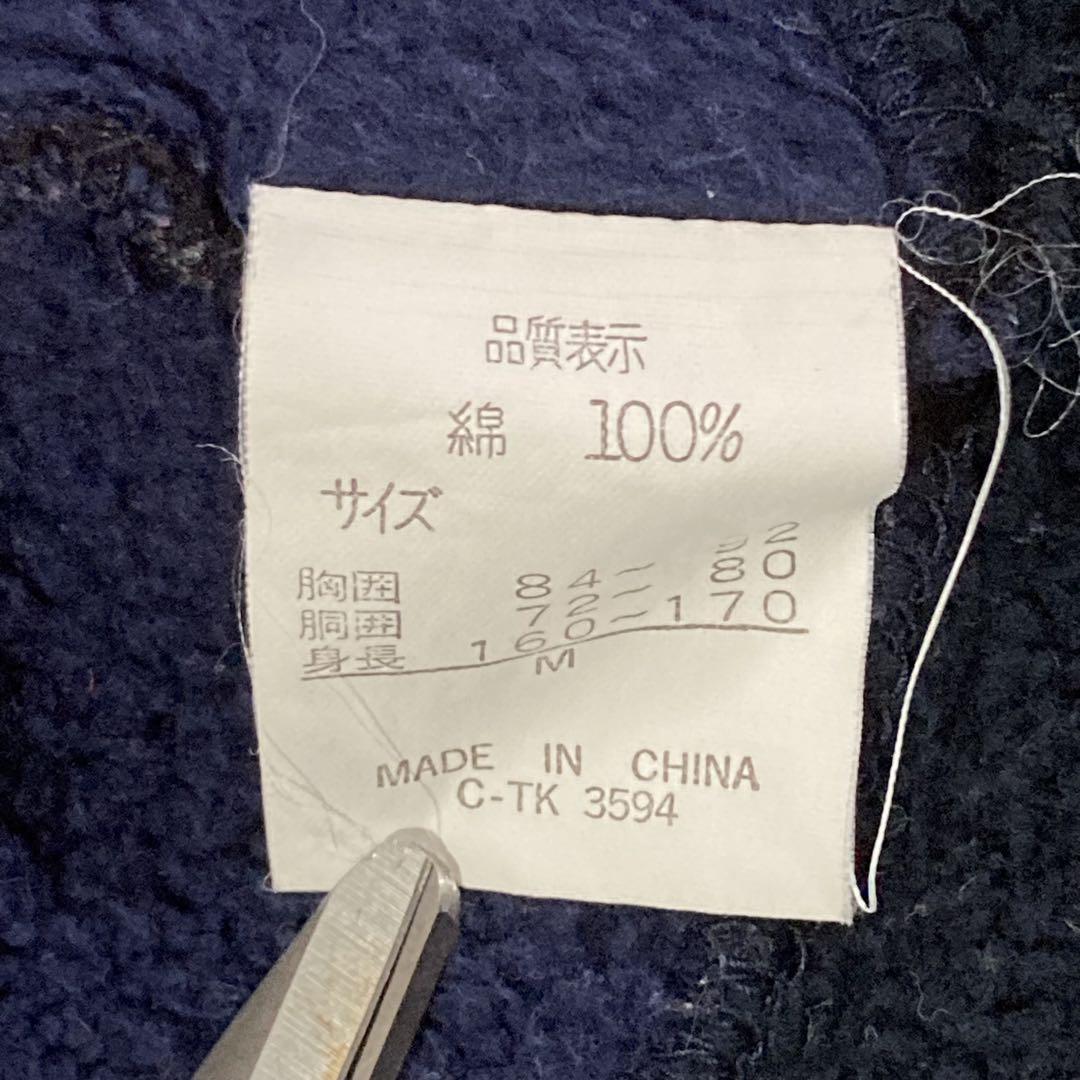 品質表示
綿 100%
サイズ
胸囲 84~ 92
胴囲 72~ 80
身長 160~170
M
MADE IN CHINA
C-TK 3594